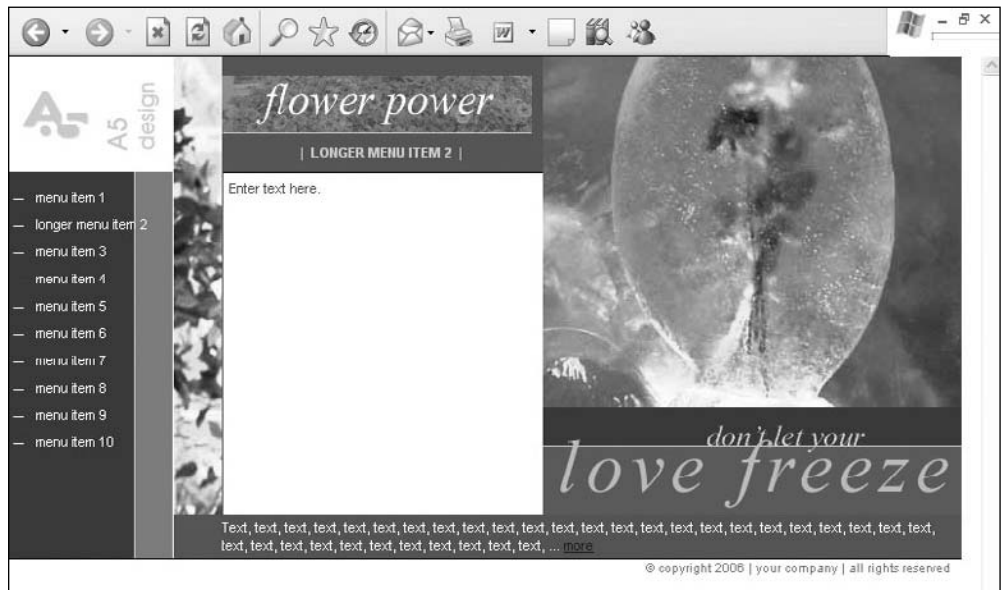 W
A5
design
flower power
| LONGER MENU ITEM 2 |
— menu item 1
— longer menu item 2
— menu item 3
menu item 4
— menu item 5
— menu item 6
— menu item 7
— menu item 8
— menu item 9
— menu item 10
Enter text here.
don't let your
love freeze
Text, text, text, text, text, text, text, text, text, text, text, text, text, text, text, text, text, text, text, text, text, text, text, text,
text, text, text, text, text, text, text, text, text, text, text, ... more
© copyright 2006 | your company | all rights reserved